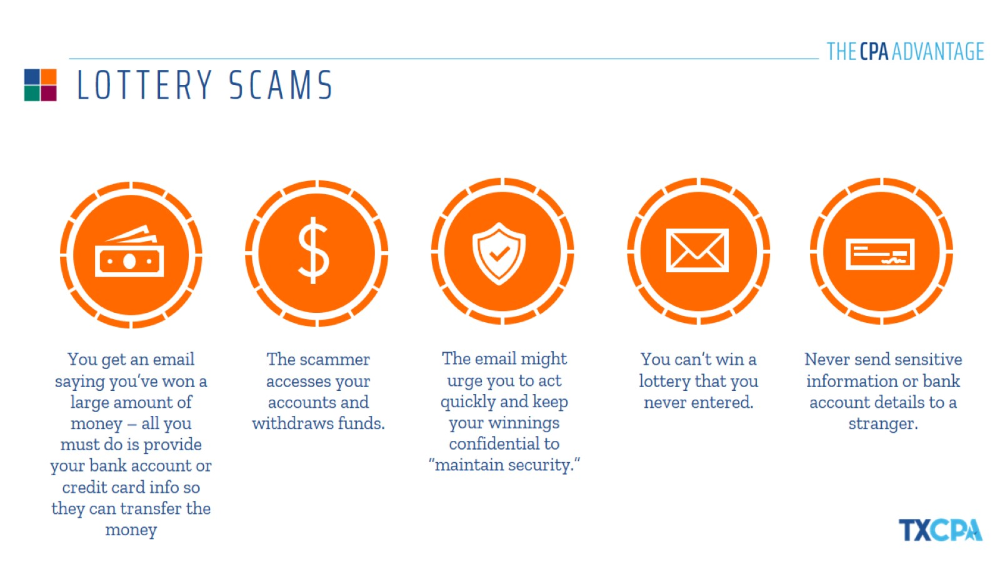 THE CPA ADVANTAGE
LOTTERY SCAMS
You get an email
saying you’ve won a
large amount of
money – all you
must do is provide
your bank account or
credit card info so
they can transfer the
money
The scammer
accesses your
accounts and
withdraws funds.
The email might
urge you to act
quickly and keep
your winnings
confidential to
"maintain security."
You can’t win a
lottery that you
never entered.
Never send sensitive
information or bank
account details to a
stranger.
TXCPA